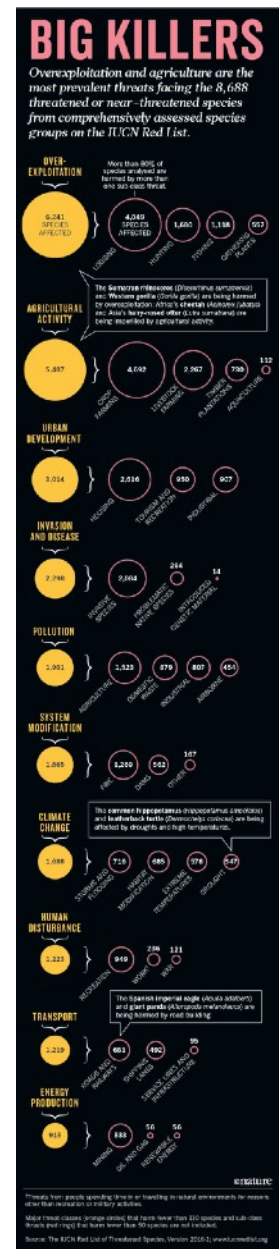 BIG KILLERS
Overexploitation and agriculture are the
most prevalent threats facing the 8,688
threatened or near-threatened species
from comprehensively assessed species
groups on the IUCN Red List.
OVER-
EXPLOITATION
More than 80% of
species analysed are
harmed by more than
one sub-class threat.
6,241
SPECIES
AFFECTED
4,049
SPECIES
AFFECTED
1,680
1,118
557
LOGGING
HUNTING
FISHING
GATHERING
PLANTS
The Sumatran rhinoceros (Dicerorhinus sumatrensis)
and Western gorilla (Gorilla gorilla) are being harmed
by overexploitation. Africa's cheetah (Acinonyx jubatus)
and Asia's hairy-nosed otter (Lutra sumatrana) are
being imperilled by agricultural activity.
AGRICULTURAL
ACTIVITY
5,407
4,692
2,267
730
112
CROP
FARMING
LIVESTOCK
FARMING
TIMBER
PLANTATIONS
AQUACULTURE
URBAN
DEVELOPMENT
3,014
2,616
930
907
HOUSING
TOURISM AND
RECREATION
INDUSTRIAL
INVASION
AND DISEASE
2,298
2,084
264
14
INVASIVE
SPECIES
PROBLEMATIC
NATIVE SPECIES
INTRODUCED
GENETIC MATERIAL
POLLUTION
1,901
1,523
879
807
454
AGRICULTURE
DOMESTIC
WASTE
INDUSTRIAL
AIRBORNE
SYSTEM
MODIFICATION
1,865
1,269
562
167
FIRE
DAMS
OTHER
The common hippopotamus (Hippopotamus amphibius)
and leatherback turtle (Dermochelys coriacea) are being
affected by droughts and high temperatures.
CLIMATE
CHANGE
1,688
716
685
578
547
STORMS AND
FLOODING
HABITAT
MODIFICATION
EXTREME
TEMPERATURES
DROUGHT
HUMAN
DISTURBANCE
1,223
949
236
121
RECREATION
WORK*
WAR
The Spanish imperial eagle (Aquila adalberti)
and giant panda (Ailuropoda melanoleuca) are
being harmed by road building.
TRANSPORT
1,219
681
492
95
ROADS AND
RAILWAYS
SHIPPING
LANES
SERVICE LINES AND
INFRASTRUCTURE
ENERGY
PRODUCTION
913
838
56
56
MINING
OIL AND GAS
RENEWABLE
ENERGY
©nature
*Threats from people spending time in or travelling in natural environments for reasons
other than recreation or military activities.
Major threat classes (orange circles) that harm fewer than
and sub-class
threats (red rings) that harm fewer than 50 species are not included.
Source: The IUCN Red List of Threatened Species. Version 2016-1; www.iucnredlist.org